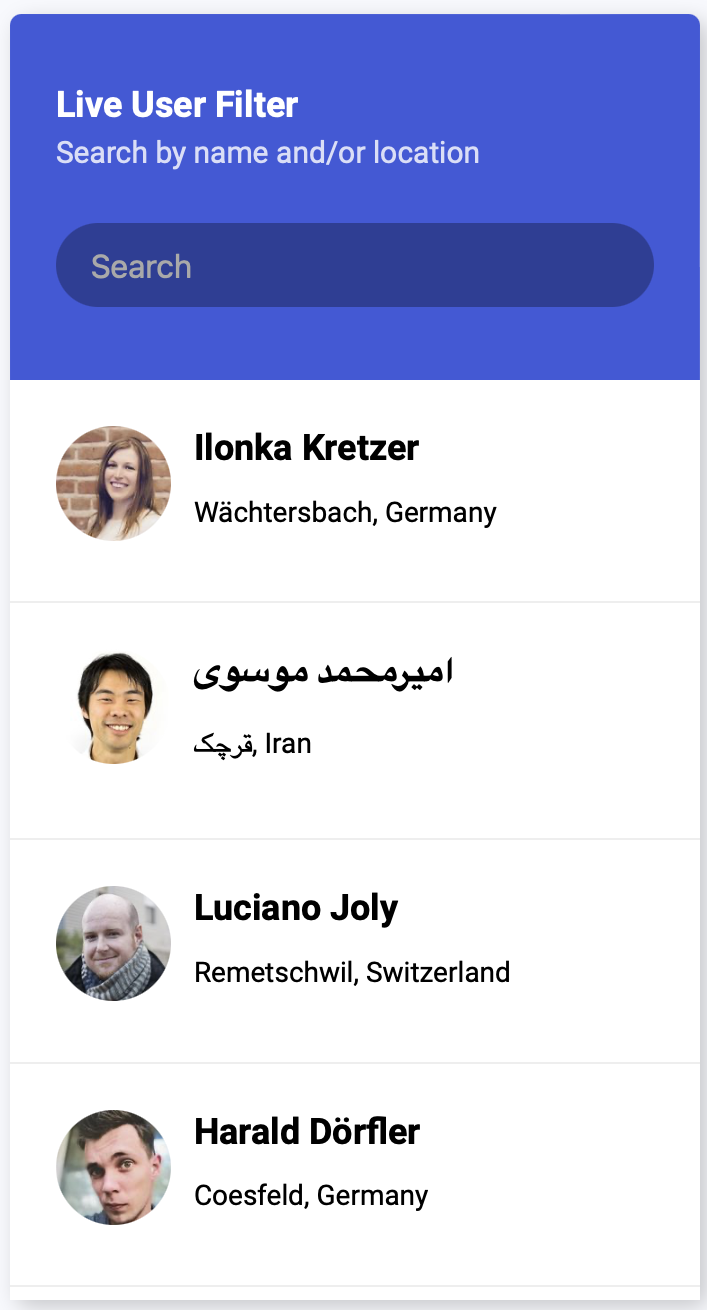 Live User Filter
Search by name and/or location
Search
Ilonka Kretzer
Wächtersbach, Germany
امیرمحمد موسوی
قرچک, Iran
Luciano Joly
Remetschwil, Switzerland
Harald Dörfler
Coesfeld, Germany